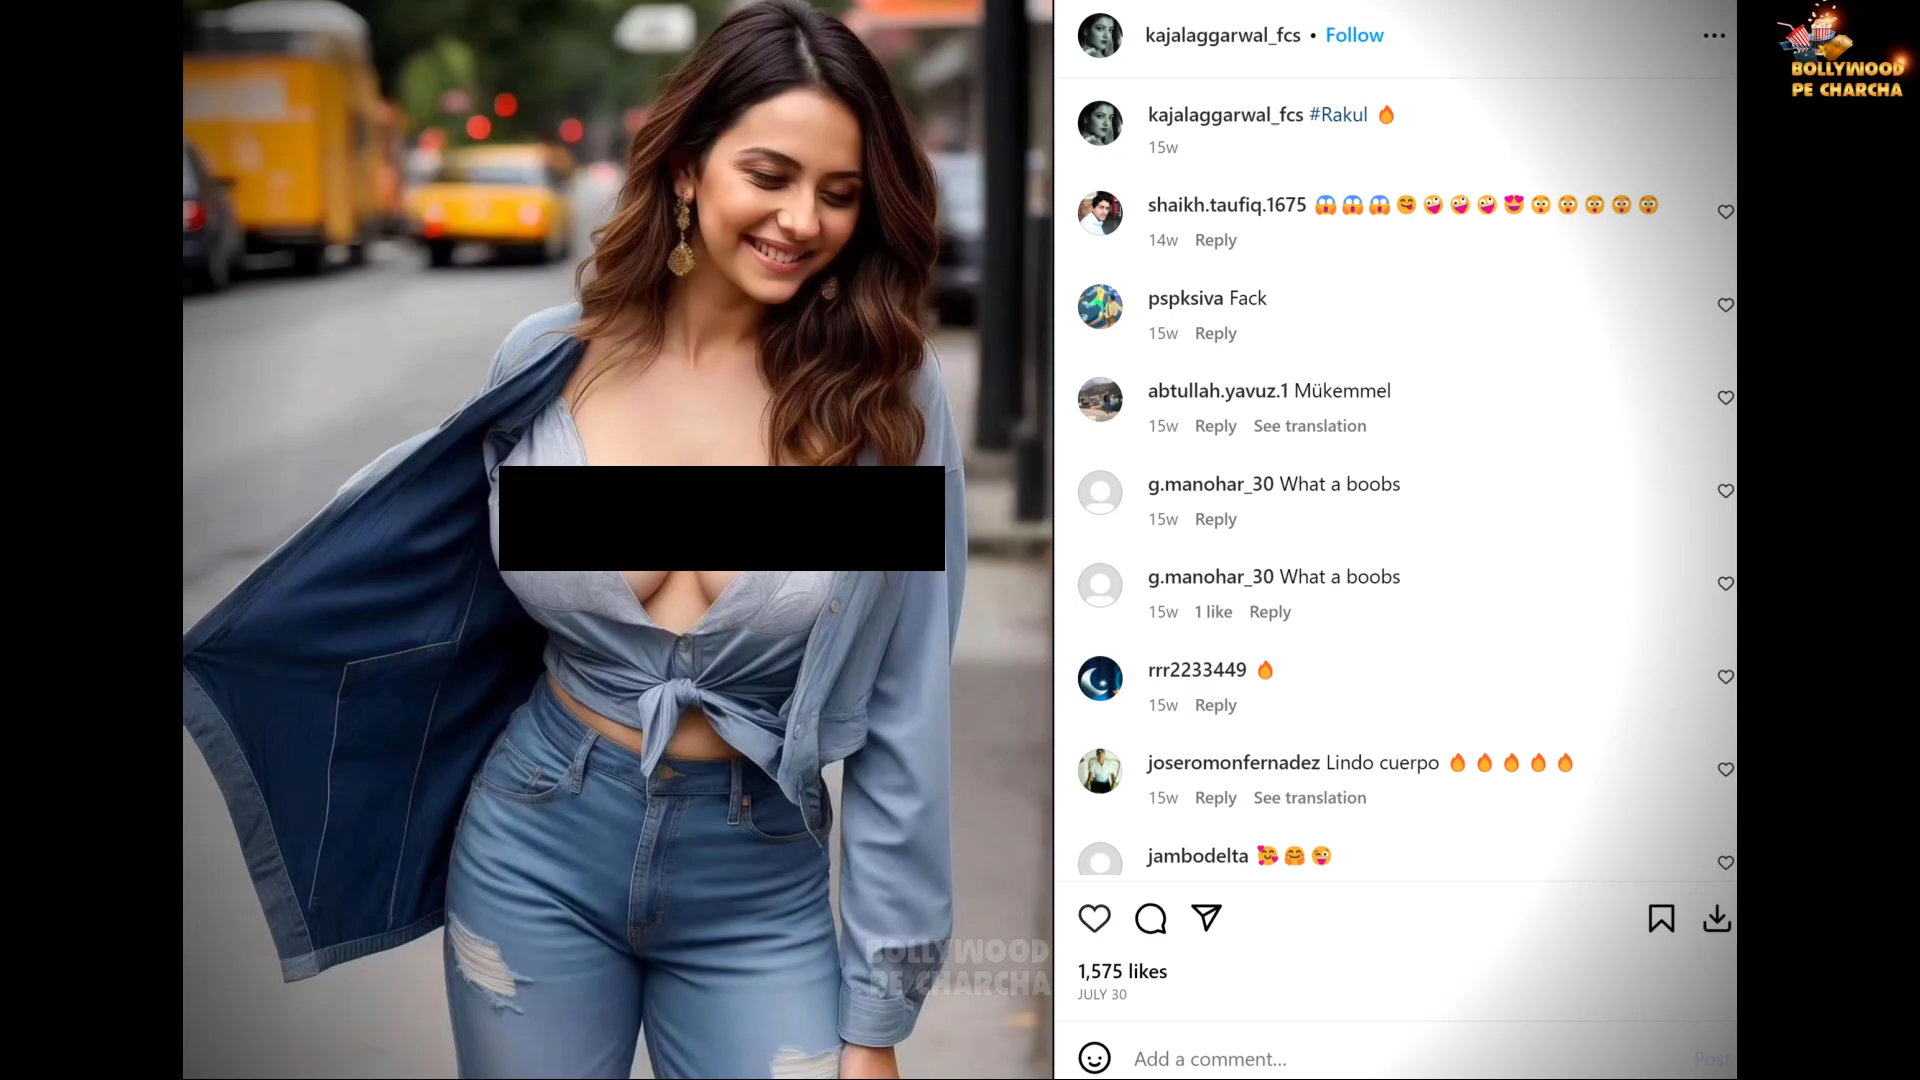 kajalaggarwal_fcs • Follow
BOLLYWOOD
PE CHARCHA
kajalaggarwal_fcs #Rakul 🔥
15w
shaikh.taufiq.1675 😱😱😱😋🤪🤪🤪😍😲😲😲😲😲
14w Reply
pspksiva Fack
15w Reply
abtullah.yavuz.1 Mükemmel
15w Reply See translation
g.manohar_30 What a boobs
15w Reply
g.manohar_30 What a boobs
15w 1 like Reply
rrr2233449 🔥
15w Reply
joseromonfernadez Lindo cuerpo 🔥🔥🔥🔥🔥
15w Reply See translation
jambodelta 🥰🤗😜
BOLLYWOOD
PE CHARCHA
1,575 likes
JULY 30
Add a comment...
Post